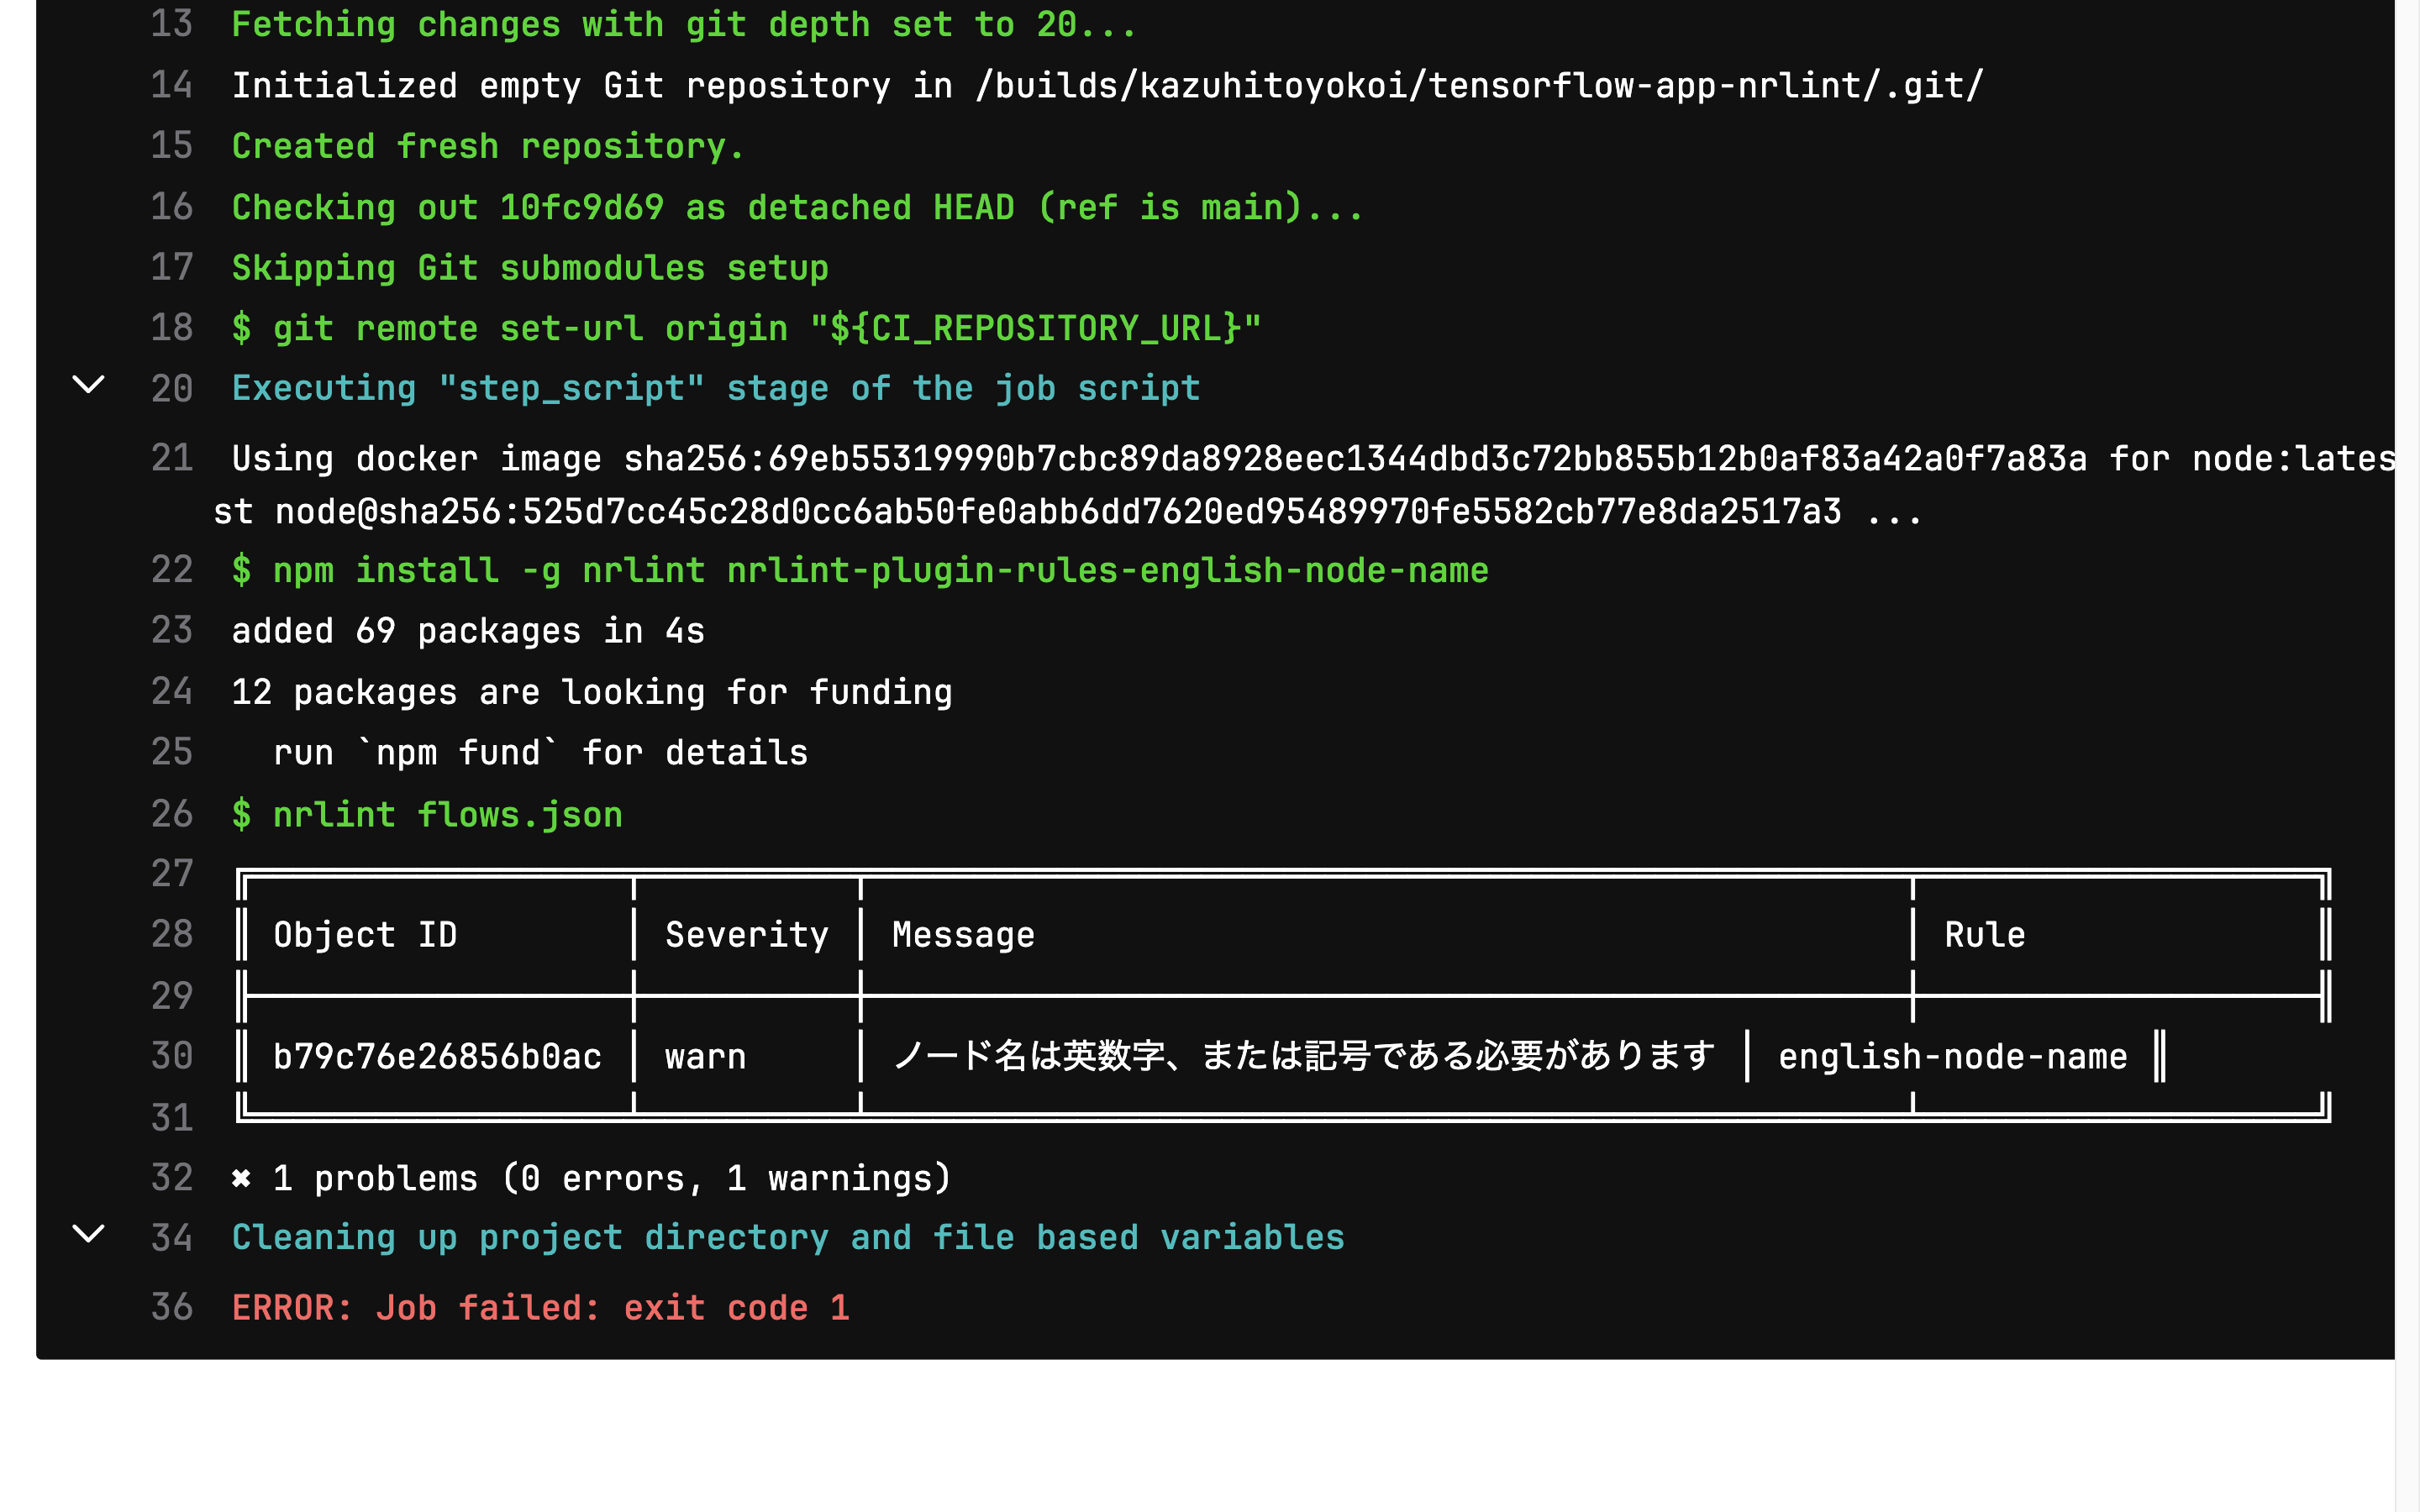 13 Fetching changes with git depth set to 20...
14 Initialized empty Git repository in /builds/kazuhitoyokoi/tensorflow-app-nrlint/.git/
15 Created fresh repository.
16 Checking out 10fc9d69 as detached HEAD (ref is main)...
17 Skipping Git submodules setup
18 $ git remote set-url origin "${CI_REPOSITORY_URL}"
20 Executing "step_script" stage of the job script
21 Using docker image sha256:69eb55319990b7cbc89da8928eec1344dbd3c72bb855b12b0af83a42a0f7a83a for node:lates
st node@sha256:525d7cc45c28d0cc6ab50fe0abb6dd7620ed95489970fe5582cb77e8da2517a3 ...
22 $ npm install -g nrlint nrlint-plugin-rules-english-node-name
23 added 69 packages in 4s
24 12 packages are looking for funding
25 run `npm fund` for details
26 $ nrlint flows.json
27
28 Object ID Severity Message Rule
29
30 b79c76e26856b0ac warn ノード名は英数字、または記号である必要があります english-node-name
31
32 ✖ 1 problems (0 errors, 1 warnings)
34 Cleaning up project directory and file based variables
36 ERROR: Job failed: exit code 1